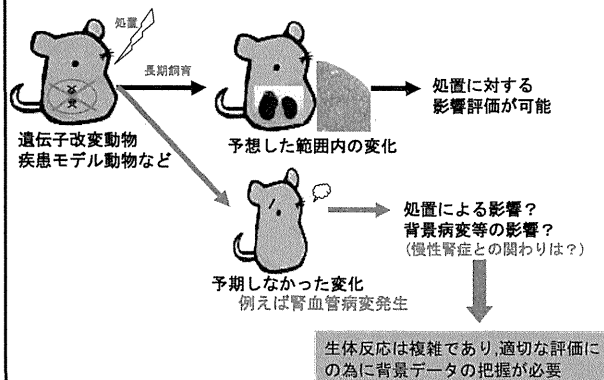 処置
長期飼育
処置に対する
影響評価が可能
遺伝子改変動物
疾患モデル動物など
予想した範囲内の変化
処置による影響？
背景病変等の影響？
(慢性腎症との関わりは？)
予期しなかった変化
例えば腎血管病変発生
生体反応は複雑であり,適切な評価に
の為に背景データの把握が必要